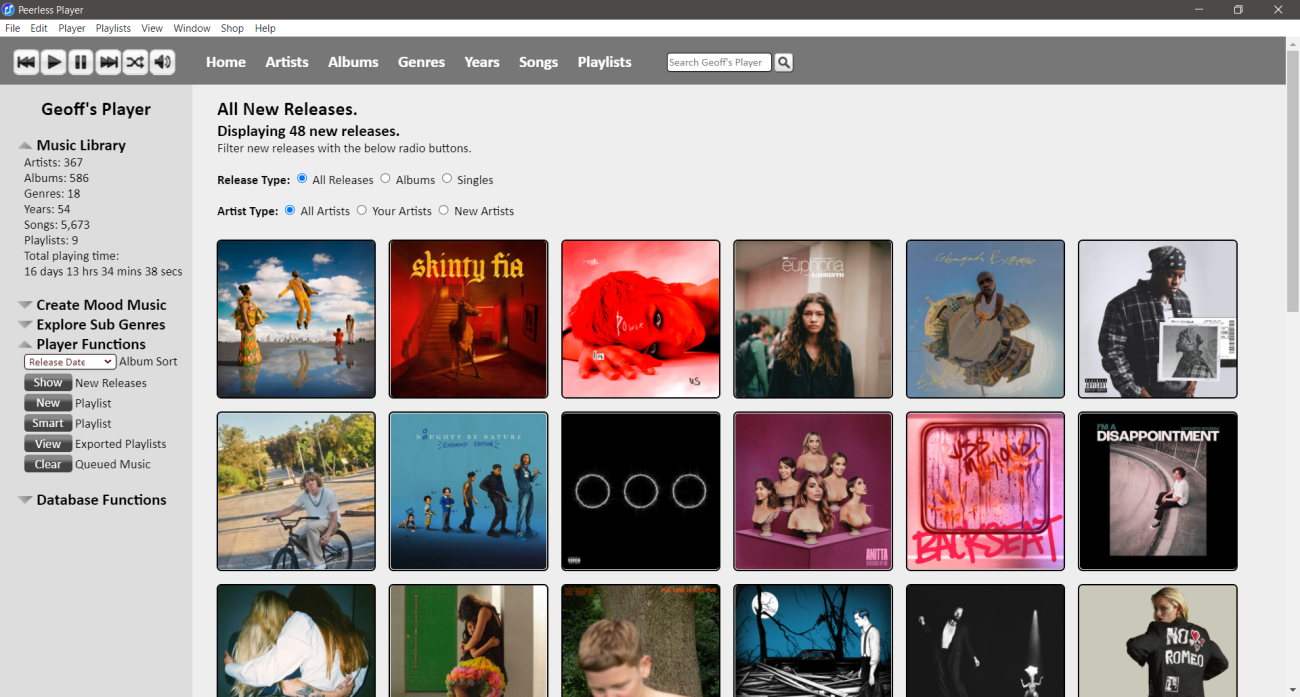 Peerless Player
File Edit Player Playlists View Window Shop Help
Home Artists Albums Genres Years Songs Playlists
Search Geoff's Player
Geoff's Player
Music Library
Artists: 367
Albums: 586
Genres: 18
Years: 54
Songs: 5,673
Playlists: 9
Total playing time:
16 days 13 hrs 34 mins 38 secs
Create Mood Music
Explore Sub Genres
Player Functions
Release Date Album Sort
Show New Releases
New Playlist
Smart Playlist
View Exported Playlists
Clear Queued Music
Database Functions
All New Releases.
Displaying 48 new releases.
Filter new releases with the below radio buttons.
Release Type: All Releases Albums Singles
Artist Type: All Artists Your Artists New Artists
skinty fia
euphoria
LABRINTH
NAUGHTY BY NATURE
ANITTA
BACKSEAT
I'M A
DISAPPOINTMENT
NO
ROMEO